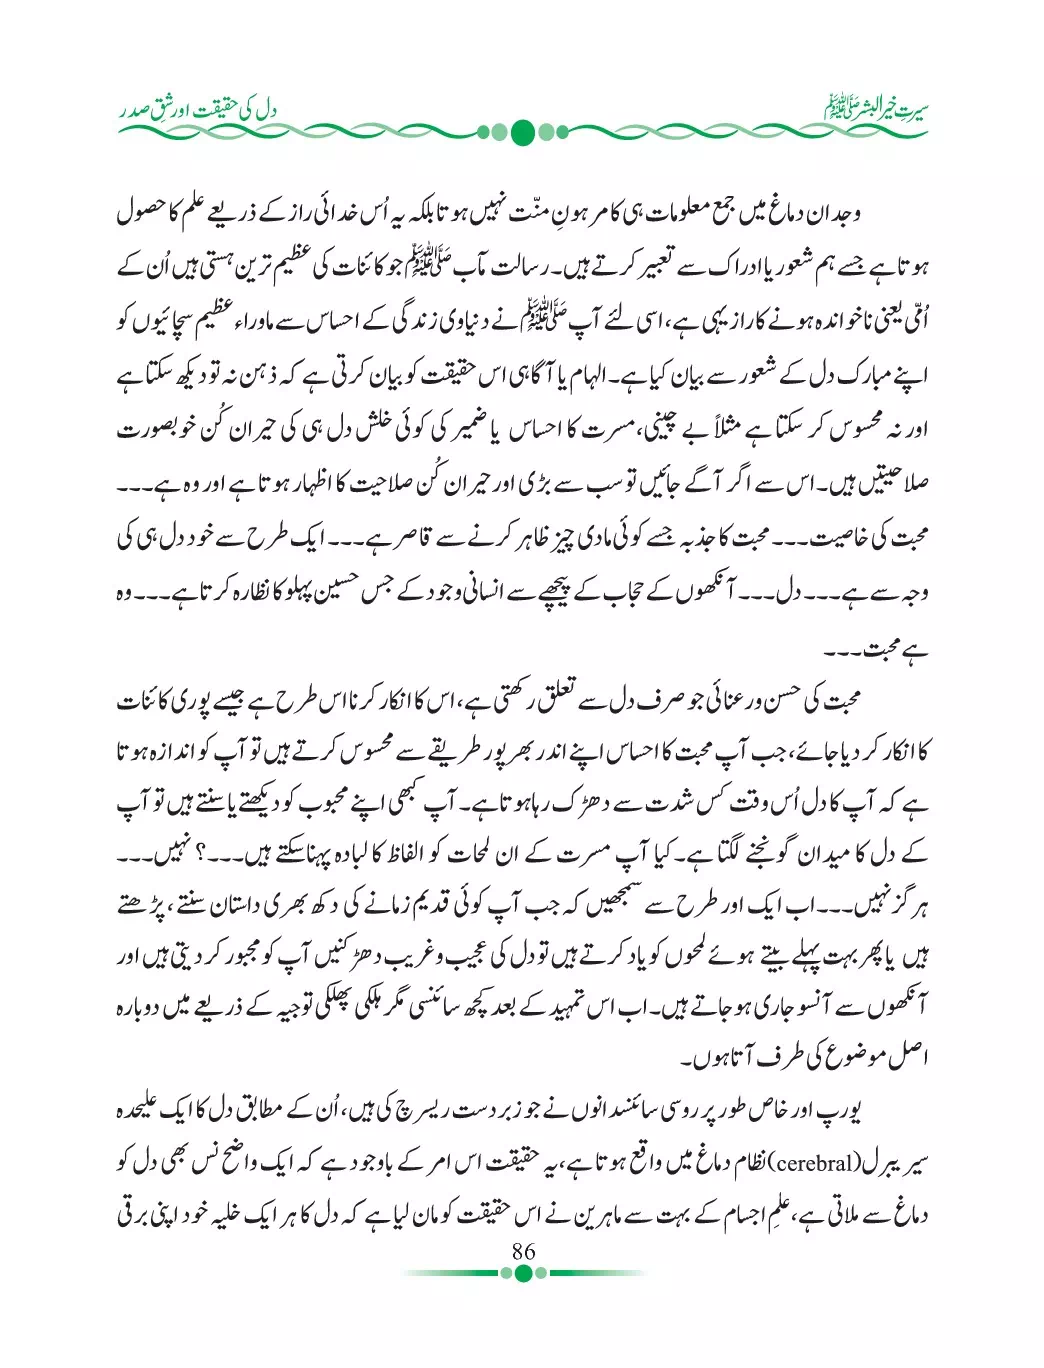 سیرتِ خیر البشر ﷺ
دل کی حقیقت اور شقِ صدر
وجدان دماغ میں جمع معلومات ہی کا مرہونِ منّت نہیں ہوتا بلکہ یہ اُس خدائی راز کے ذریعے علم کا حصول
ہوتا ہے جسے ہم شعور یا ادراک سے تعبیر کرتے ہیں۔ رسالت مآب ﷺ جو کائنات کی عظیم ترین ہستی ہیں اُن کے
اُمّی یعنی ناخواندہ ہونے کا راز یہی ہے، اسی لئے آپ ﷺ نے دنیاوی زندگی کے احساس سے ماوراء عظیم سچائیوں کو
اپنے مبارک دل کے شعور سے بیان کیا ہے۔ الہام یا آگاہی اس حقیقت کو بیان کرتی ہے کہ ذہن نہ تو دیکھ سکتا ہے
اور نہ محسوس کر سکتا ہے مثلاً بے چینی، مسرت کا احساس یا ضمیر کی کوئی خلش دل ہی کی حیران کُن خوبصورت
صلاحیتیں ہیں۔ اس سے اگر آگے جائیں تو سب سے بڑی اور حیران کُن صلاحیت کا اظہار ہوتا ہے اور وہ ہے۔۔۔
محبت کی خاصیت۔۔۔ محبت کا جذبہ جسے کوئی مادی چیز ظاہر کرنے سے قاصر ہے۔۔۔ ایک طرح سے خود دل ہی کی
وجہ سے ہے۔۔۔ دل۔۔۔ آنکھوں کے حجاب کے پیچھے سے انسانی وجود کے جس حسین پہلو کا نظارہ کرتا ہے۔۔۔ وہ
ہے محبت۔۔۔
محبت کی حسن ورعنائی جو صرف دل سے تعلق رکھتی ہے، اس کا انکار کرنا اس طرح ہے جیسے پوری کائنات
کا انکار کر دیا جائے، جب آپ محبت کا احساس اپنے اندر بھرپور طریقے سے محسوس کرتے ہیں تو آپ کو اندازہ ہوتا
ہے کہ آپ کا دل اُس وقت کس شدت سے دھڑک رہا ہوتا ہے۔ آپ کبھی اپنے محبوب کو دیکھتے یا سنتے ہیں تو آپ
کے دل کا میدان گونجنے لگتا ہے۔ کیا آپ مسرت کے ان لمحات کو الفاظ کا لبادہ پہنا سکتے ہیں۔۔۔؟ نہیں۔۔۔
ہرگز نہیں۔۔۔ اب ایک اور طرح سے سمجھیں کہ جب آپ کوئی قدیم زمانے کی دکھ بھری داستان سنتے، پڑھتے
ہیں یا پھر بہت پہلے بیتے ہوئے لمحوں کو یاد کرتے ہیں تو دل کی عجیب وغریب دھڑکنیں آپ کو مجبور کر دیتی ہیں اور
آنکھوں سے آنسو جاری ہو جاتے ہیں۔ اب اس تمہید کے بعد کچھ سائنسی مگر ہلکی پھلکی توجیہ کے ذریعے میں دوبارہ
اصل موضوع کی طرف آتا ہوں۔
یورپ اور خاص طور پر روسی سائنسدانوں نے جو زبردست ریسرچ کی ہیں، اُن کے مطابق دل کا ایک علیحدہ
سیریبرل (cerebral) نظام دماغ میں واقع ہوتا ہے، یہ حقیقت اس امر کے باوجود ہے کہ ایک واضح نس بھی دل کو
دماغ سے ملاتی ہے، علمِ اجسام کے بہت سے ماہرین نے اس حقیقت کو مان لیا ہے کہ دل کا ہر ایک خلیہ خود اپنی برقی
86